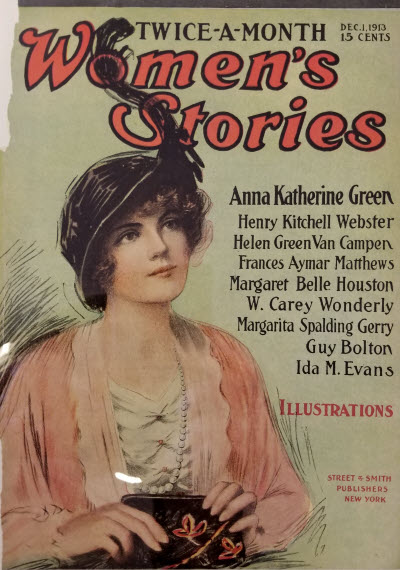 TWICE-A-MONTH
DEC. 1, 1913
15 CENTS
Women's
Stories
Anna Katherine Green
Henry Kitchell Webster
Helen Green Van Campen
Frances Aymar Matthews
Margaret Belle Houston
W. Carey Wonderly
Margarita Spalding Gerry
Guy Bolton
Ida M. Evans
ILLUSTRATIONS
STREET & SMITH
PUBLISHERS
NEW YORK